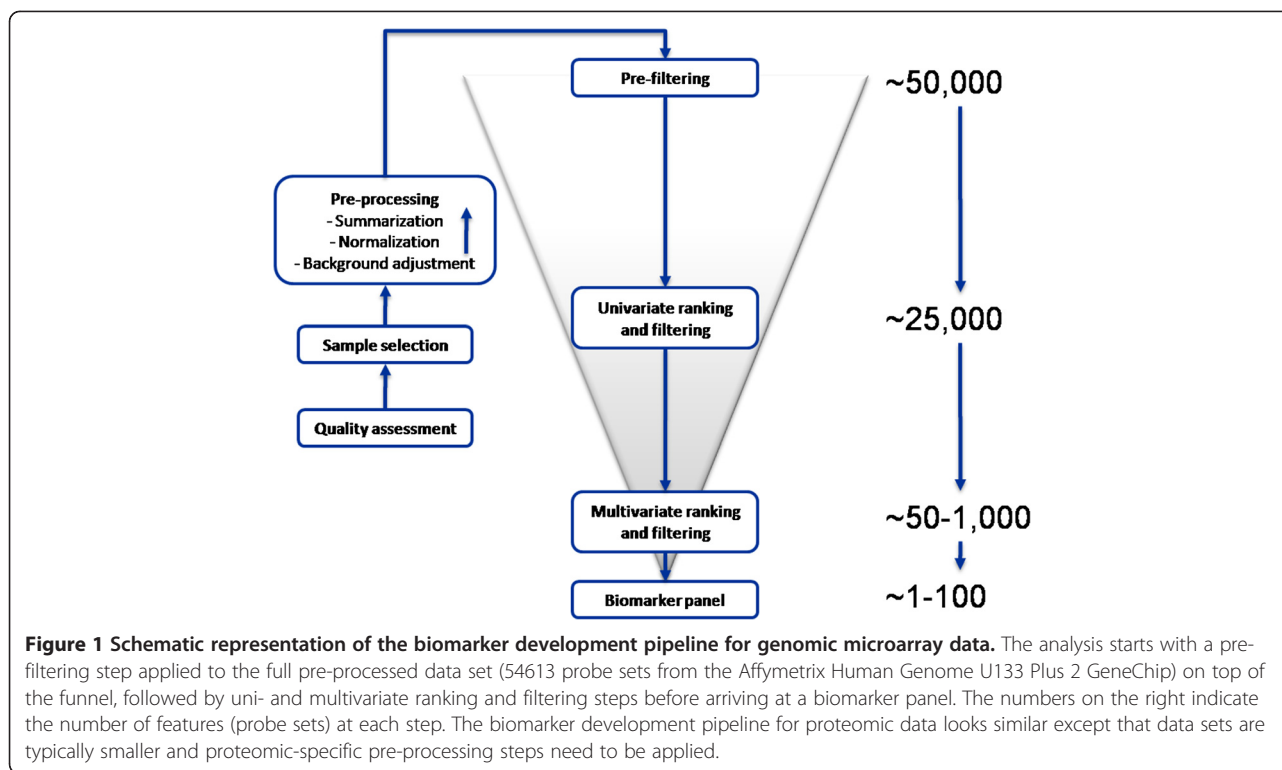 Pre-filtering
~50,000
Pre-processing
- Summarization
- Normalization
- Background adjustment
Univariate ranking
and filtering
~25,000
Sample selection
Quality assessment
Multivariate ranking
and filtering
~50-1,000
Biomarker panel
~1-100
Figure 1 Schematic representation of the biomarker development pipeline for genomic microarray data. The analysis starts with a pre-
filtering step applied to the full pre-processed data set (54613 probe sets from the Affymetrix Human Genome U133 Plus 2 GeneChip) on top of
the funnel, followed by uni- and multivariate ranking and filtering steps before arriving at a biomarker panel. The numbers on the right indicate
the number of features (probe sets) at each step. The biomarker development pipeline for proteomic data looks similar except that data sets are
typically smaller and proteomic-specific pre-processing steps need to be applied.